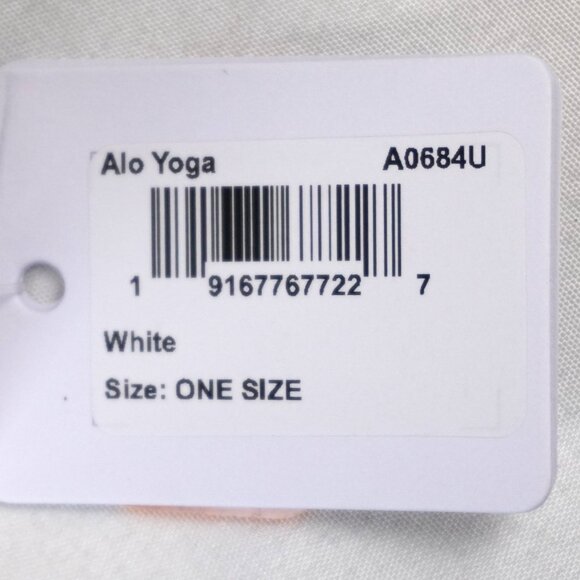 Alo Yoga A0684U
1 9167767722 7
White
Size: ONE SIZE